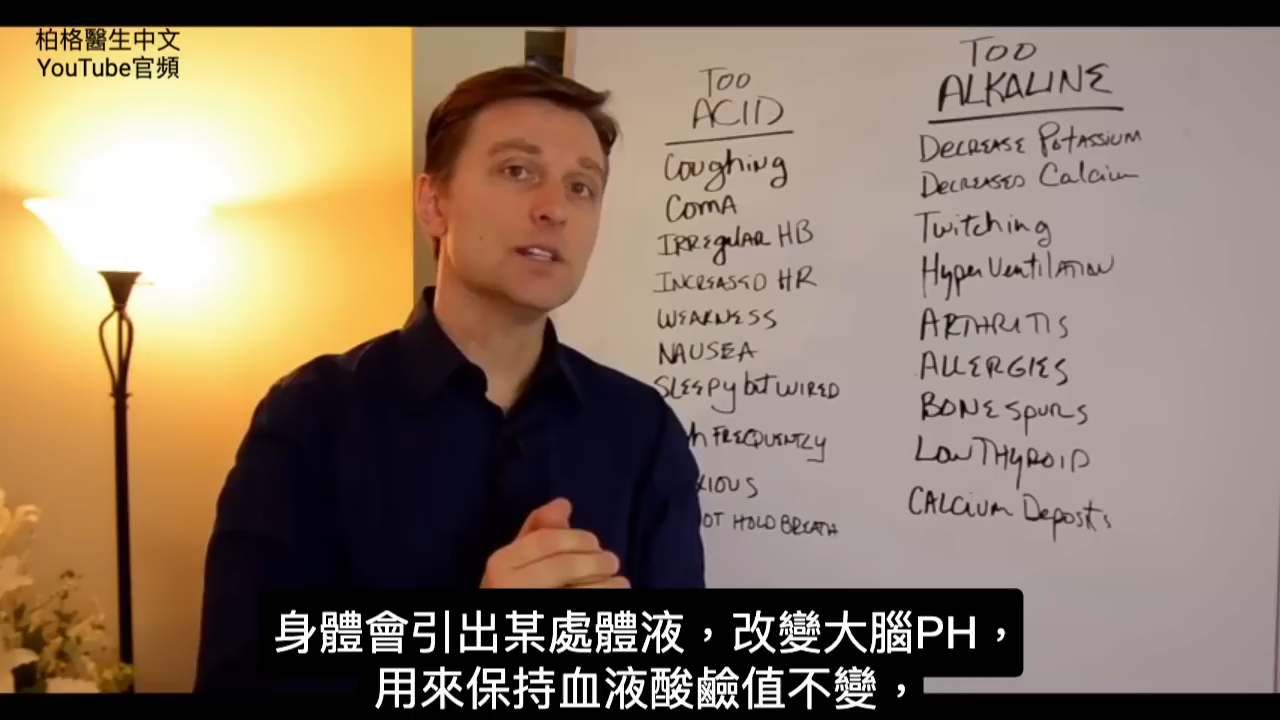 柏格醫生中文
YouTube官頻
TOO
ACID
Coughing
COMA
IRREGULAR HB
INCREASED HR
WEAKNESS
NAUSEA
SLEEPY but WIRED
FREQUENTLY
HOLD BREATH
TOO
ALKALINE
DECREASE POTASSIUM
DECREASED Calcium
Twitching
HyperVentilATION
ARTHRITIS
ALLERGIES
BONE Spurs
LOW THYROID
CALCIUM Deposits
身體會引出某處體液，改變大腦PH，
用來保持血液酸鹼值不變，